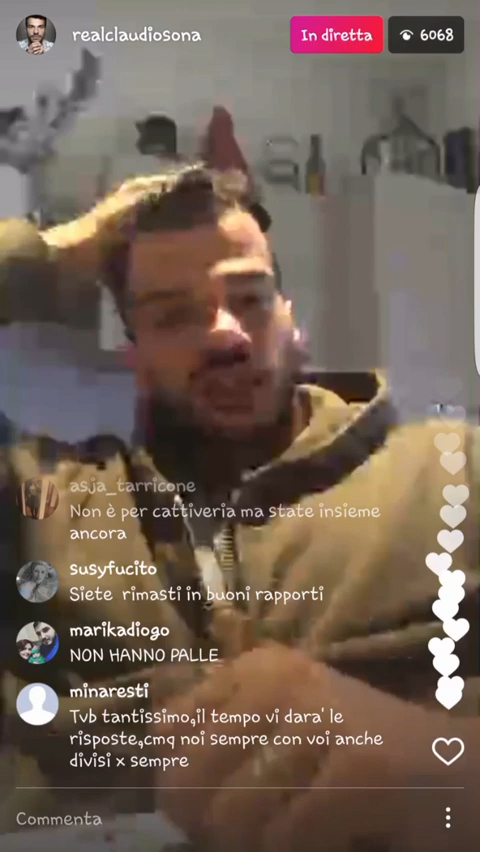 realclaudiosona
In diretta
6068
asja_tarricone
Non è per cattiveria ma state insieme
ancora
susyfucito
Siete rimasti in buoni rapporti
marikadiogo
NON HANNO PALLE
minaresti
Tvb tantissimo,il tempo vi dara' le
risposte,cmq noi sempre con voi anche
divisi x sempre
Commenta